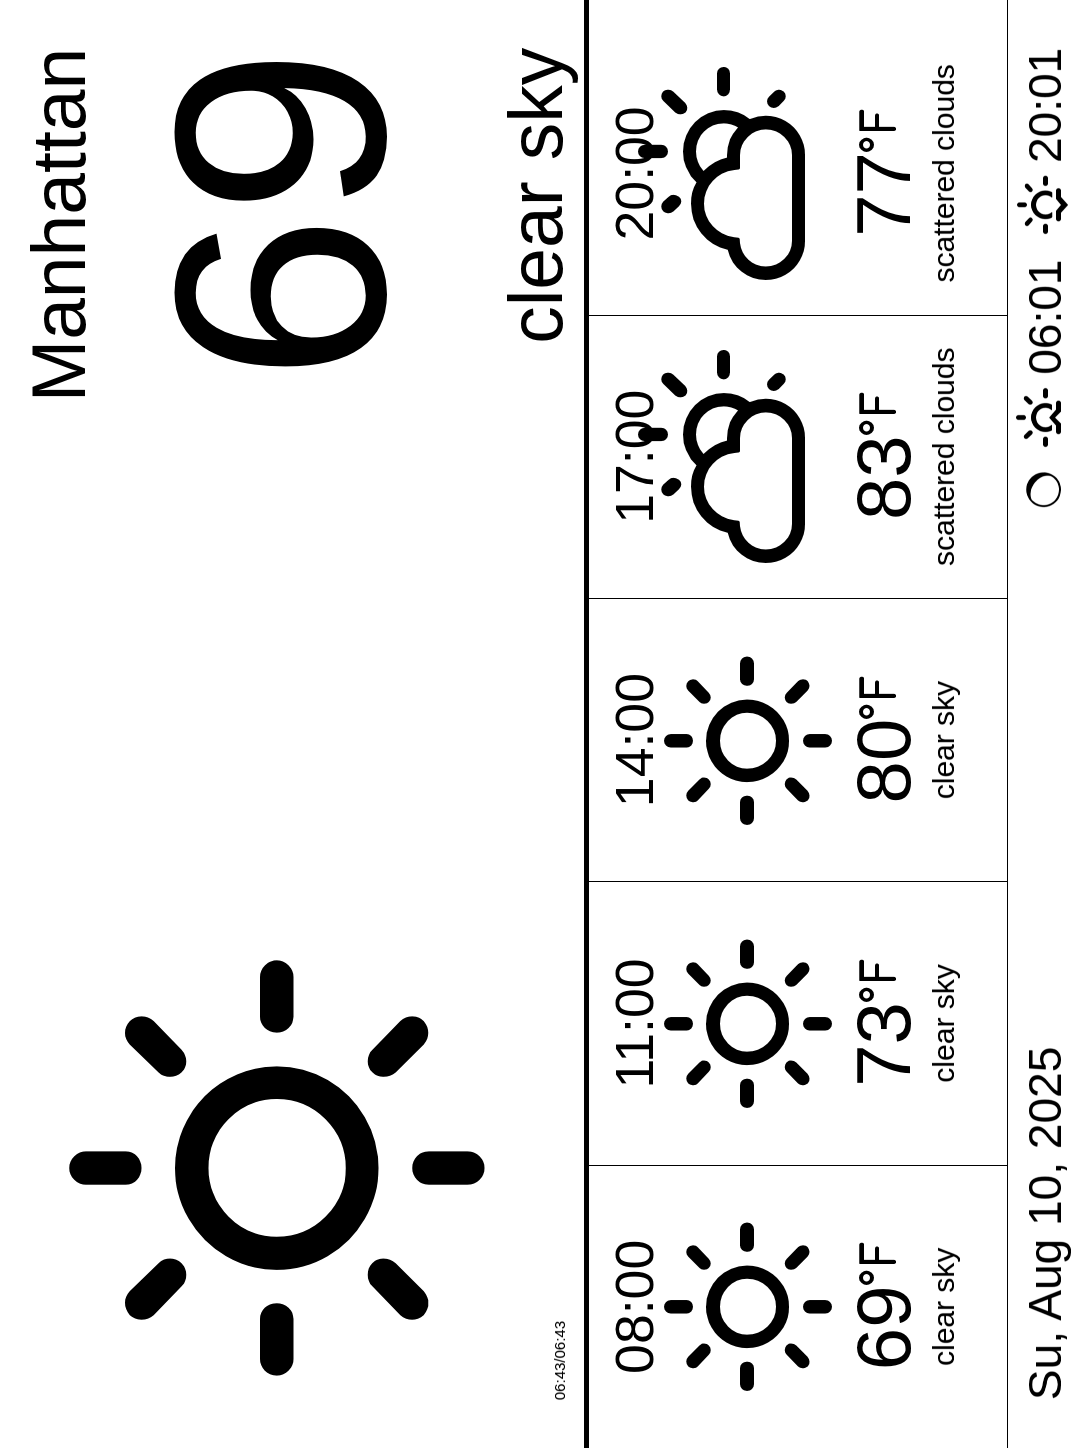 Manhattan
69
clear sky
06:43/06:43
08:00
69°F
clear sky
11:00
73°F
clear sky
14:00
80°F
clear sky
17:00
83°F
scattered clouds
20:00
77°F
scattered clouds
Su, Aug 10, 2025
06:01
20:01